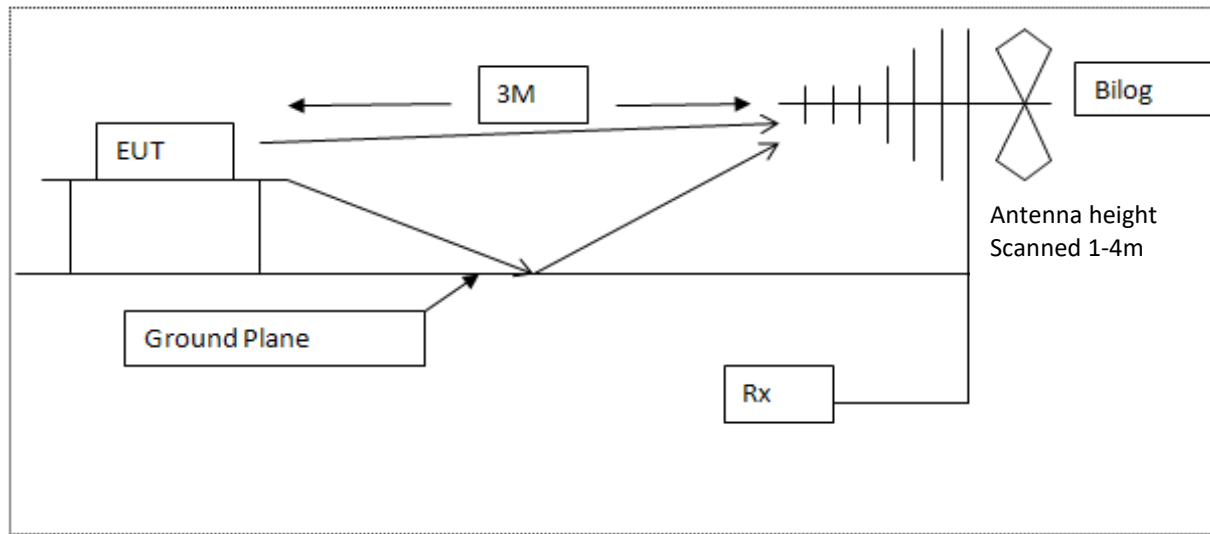 3M
Bilog
EUT
Antenna height
Scanned 1-4m
Ground Plane
Rx